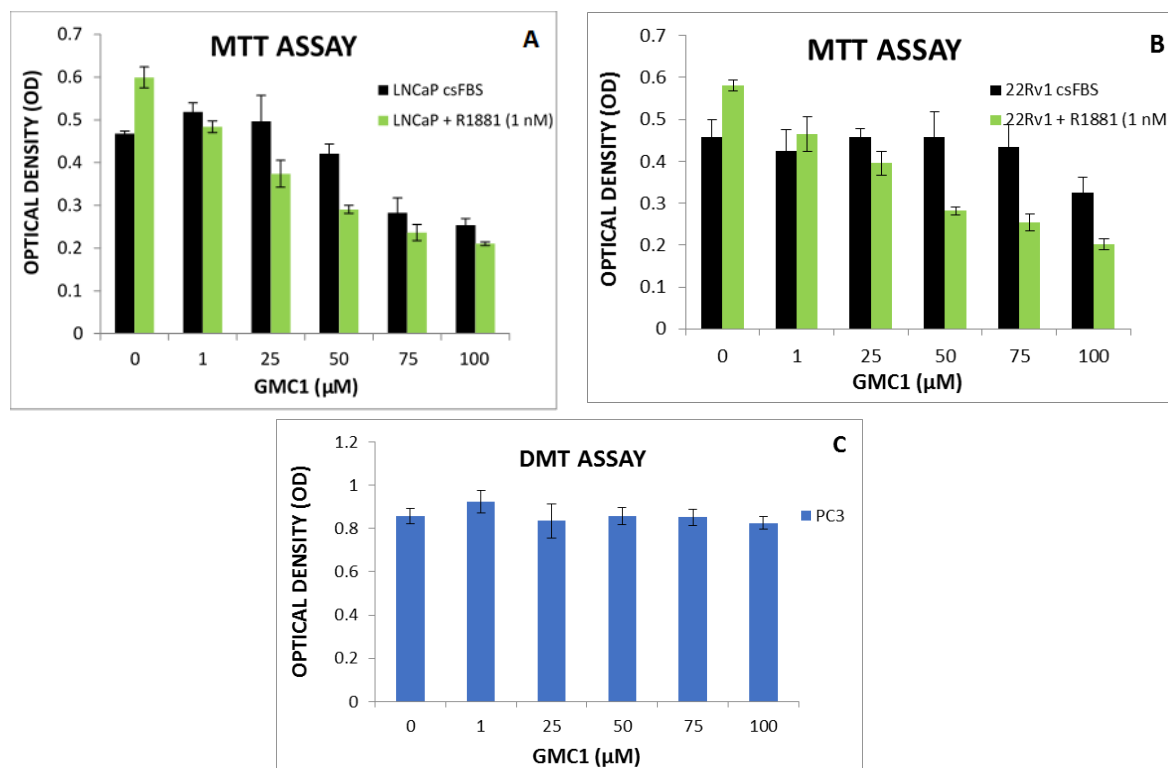 MTT ASSAY
A
LNCaP csFBS
LNCaP + R1881 (1 nM)
OPTICAL DENSITY (OD)
0.7
0.6
0.5
0.4
0.3
0.2
0.1
0
0 1 25 50 75 100
GMC1 (µM)
MTT ASSAY
B
22Rv1 csFBS
22Rv1 + R1881 (1 nM)
OPTICAL DENSITY (OD)
0.7
0.6
0.5
0.4
0.3
0.2
0.1
0
0 1 25 50 75 100
GMC1 (µM)
DMT ASSAY
C
PC3
OPTICAL DENSITY (OD)
1.2
1
0.8
0.6
0.4
0.2
0
0 1 25 50 75 100
GMC1 (µM)